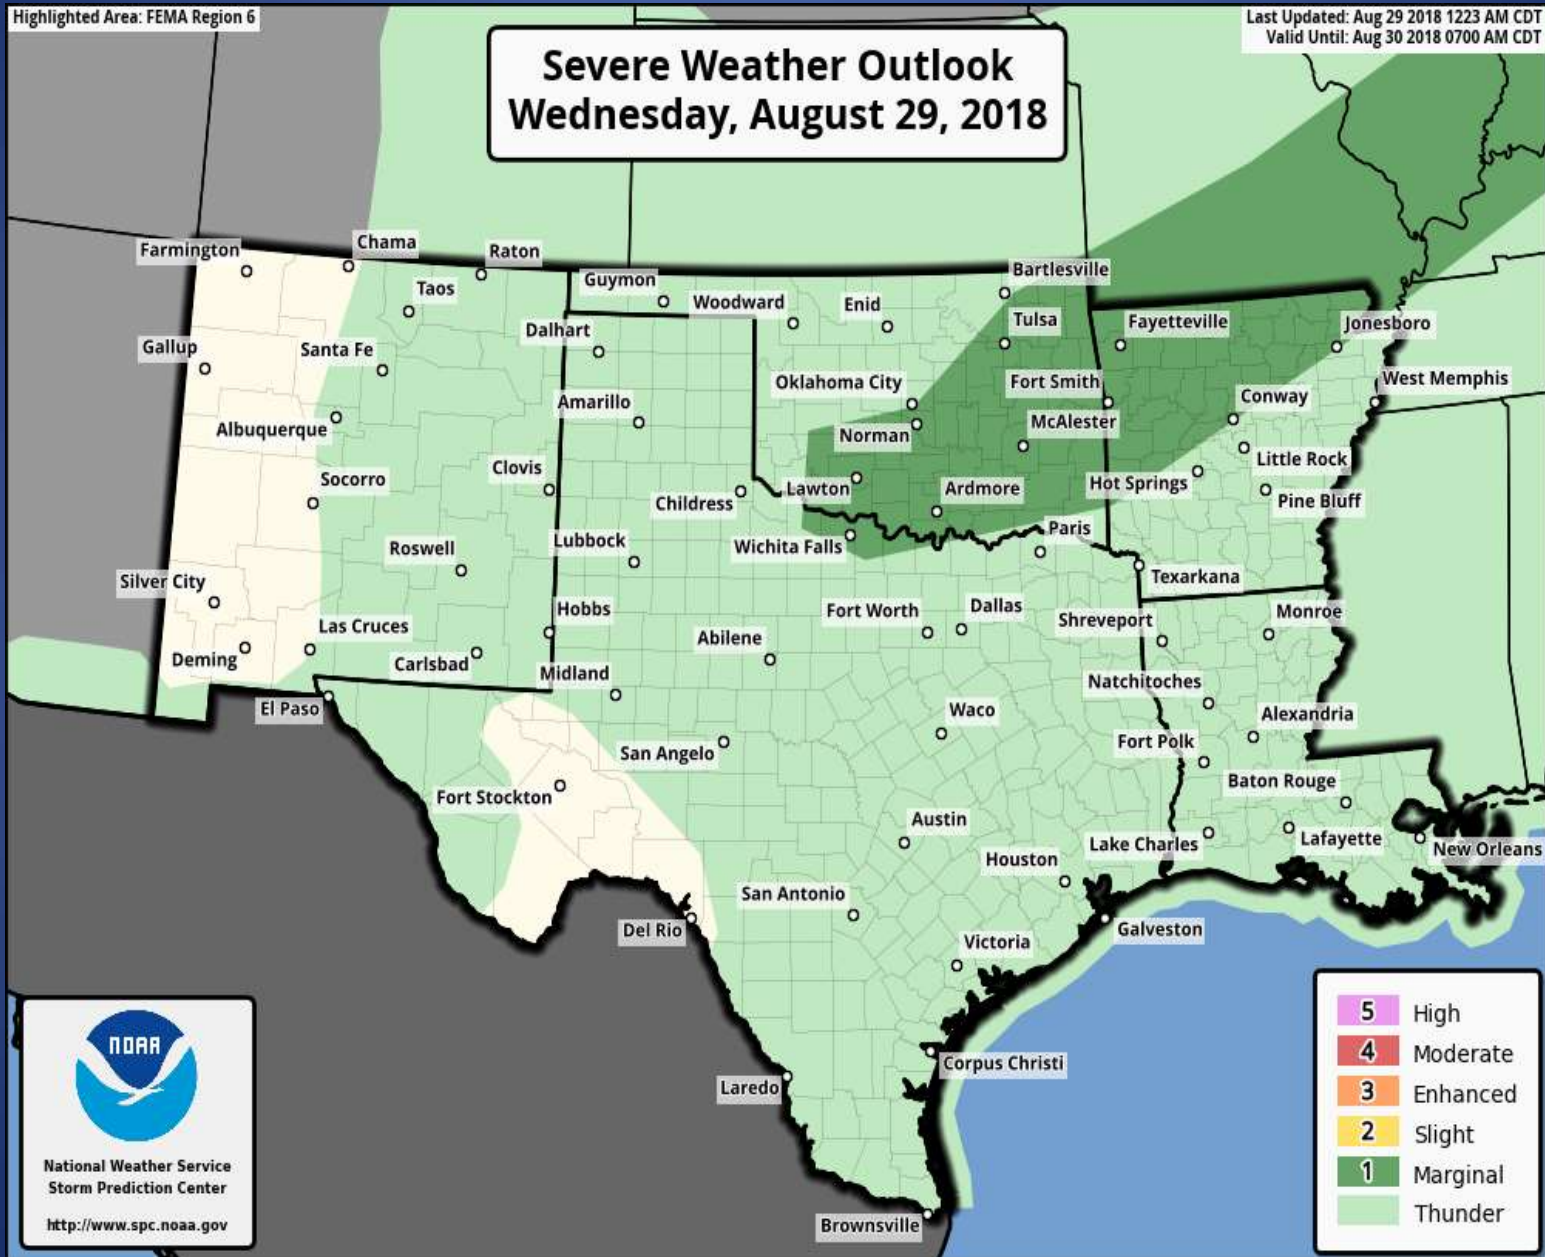 Highlighted Area: FEMA Region 6
Last Updated: Aug 29 2018 1223 AM CDT
Valid Until: Aug 30 2018 0700 AM CDT
Severe Weather Outlook
Wednesday, August 29, 2018
Farmington
Chama
Raton
Taos
Guymon
Woodward
Enid
Bartlesville
Tulsa
Fayetteville
Jonesboro
Dalhart
Gallup
Santa Fe
Oklahoma City
Fort Smith
West Memphis
Amarillo
Conway
Albuquerque
Norman
McAlester
Socorro
Clovis
Childress
Lawton
Ardmore
Hot Springs
Little Rock
Pine Bluff
Roswell
Lubbock
Wichita Falls
Paris
Texarkana
Silver City
Hobbs
Fort Worth
Dallas
Shreveport
Monroe
Las Cruces
Abilene
Deming
Carlsbad
Midland
Natchitoches
El Paso
Waco
Alexandria
San Angelo
Fort Polk
Fort Stockton
Baton Rouge
Austin
Lake Charles
Lafayette
New Orleans
Houston
San Antonio
Del Rio
Victoria
Galveston
Corpus Christi
Laredo
Brownsville
NOAA
National Weather Service
Storm Prediction Center
http://www.spc.noaa.gov
5 High
4 Moderate
3 Enhanced
2 Slight
1 Marginal
Thunder